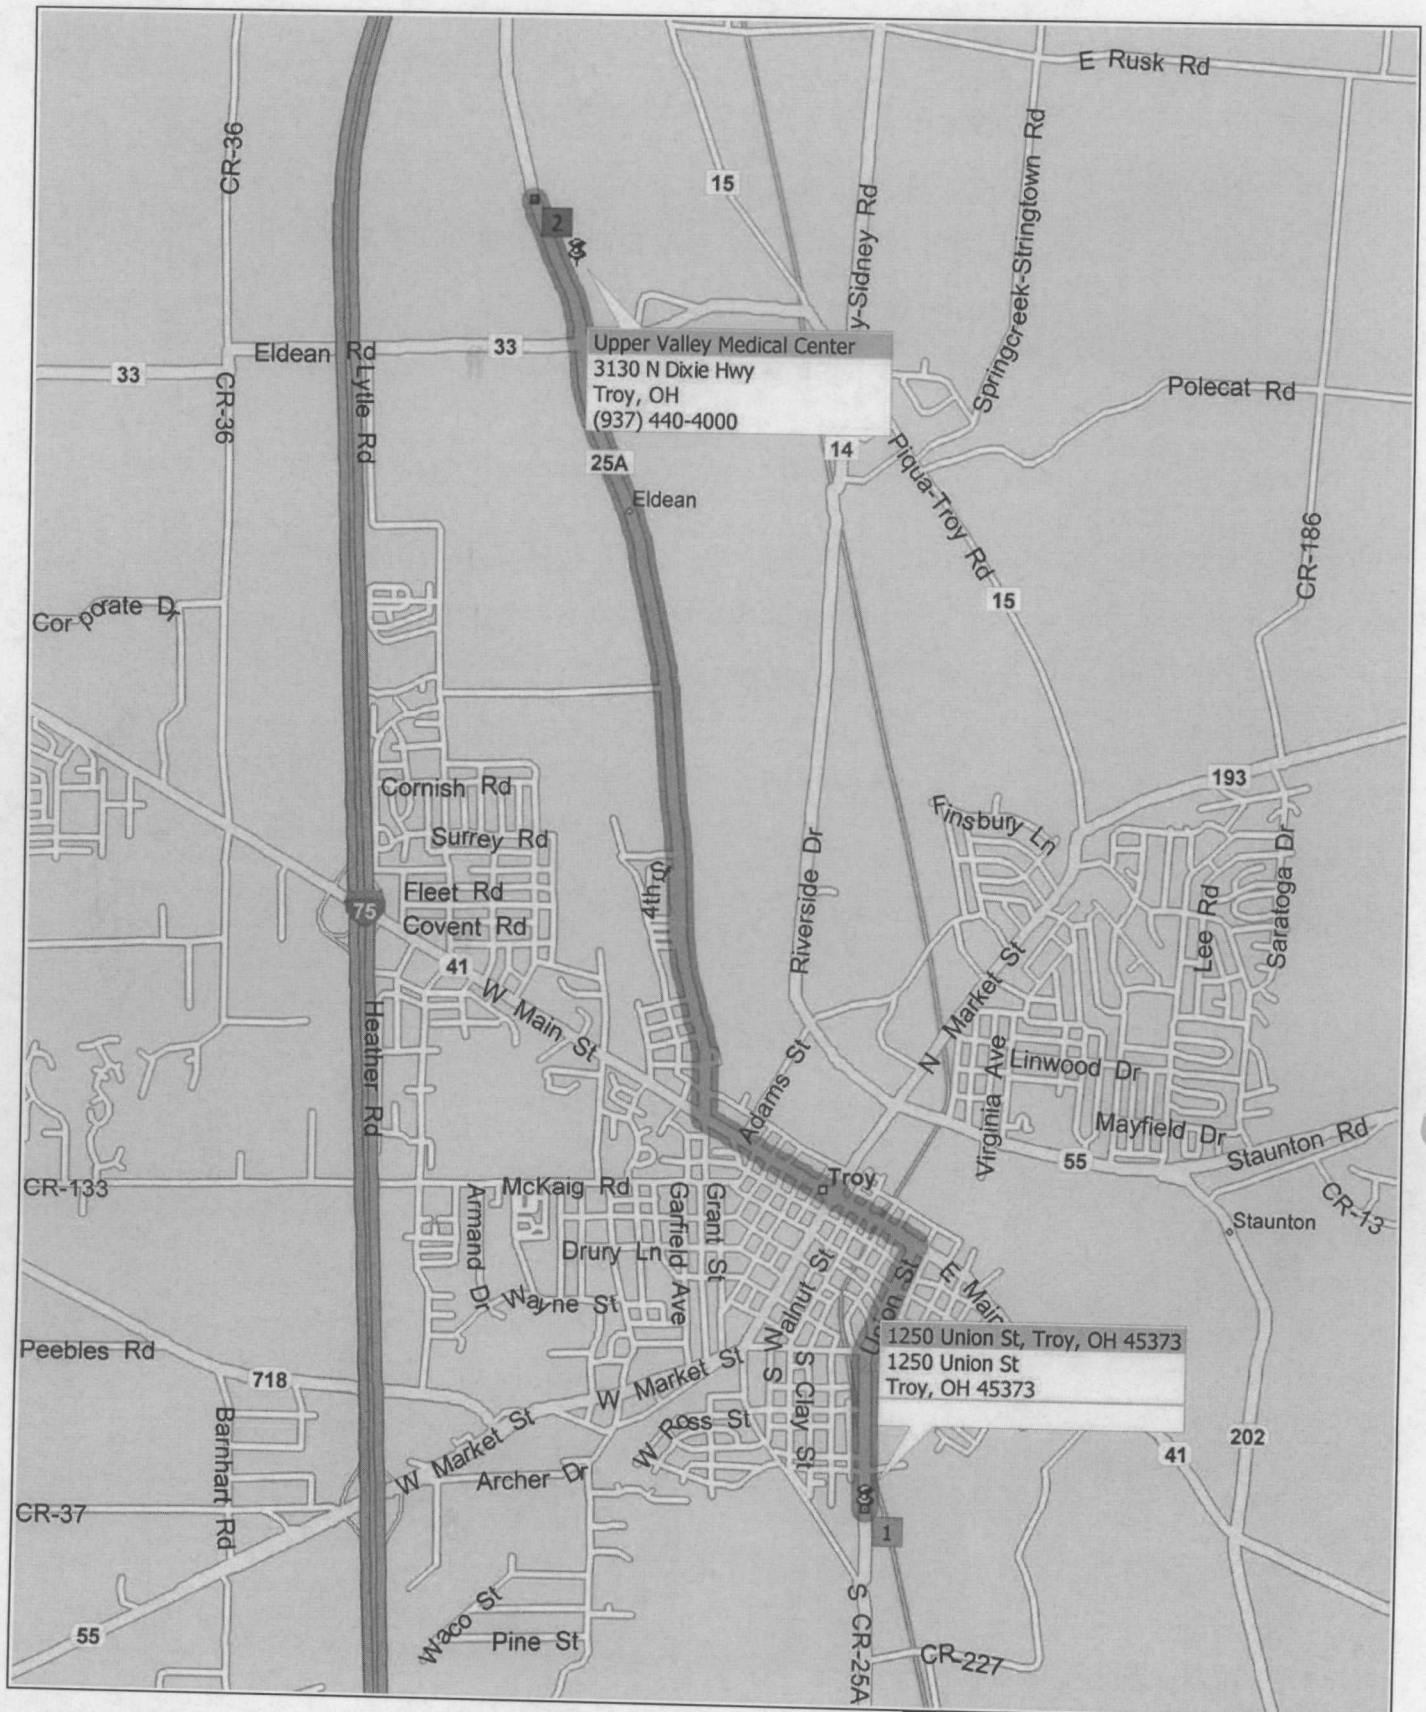 E Rusk Rd
CR-36
15
y-Sidney Rd
Springcreek-Stringtown Rd
2
Eldean Rd
33
33
CR-36
Lytle Rd
Upper Valley Medical Center
3130 N Dixie Hwy
Troy, OH
(937) 440-4000
Polecat Rd
14
25A
Eldean
Piqua-Troy Rd
15
CR-186
Corporate Dr
193
Cornish Rd
Surrey Rd
Finsbury Ln
Riverside Dr
Saratoga Dr
Lee Rd
Fleet Rd
Covent Rd
75
41
W Main St
N Market St
Heather Rd
Adams St
Virginia Ave
Linwood Dr
Mayfield Dr
Staunton Rd
55
CR-133
McKaig Rd
Troy
Armand Dr
Garfield Ave
Grant St
CR-13
Staunton
Drury Ln
Wayne St
S Walnut St
E Main
Union St
1250 Union St, Troy, OH 45373
1250 Union St
Troy, OH 45373
Peebles Rd
718
W Market St
S Clay St
W Ross St
Barnhart Rd
W Market St
Archer Dr
41
202
CR-37
1
55
Waco St
Pine St
S CR-25A
CR-227